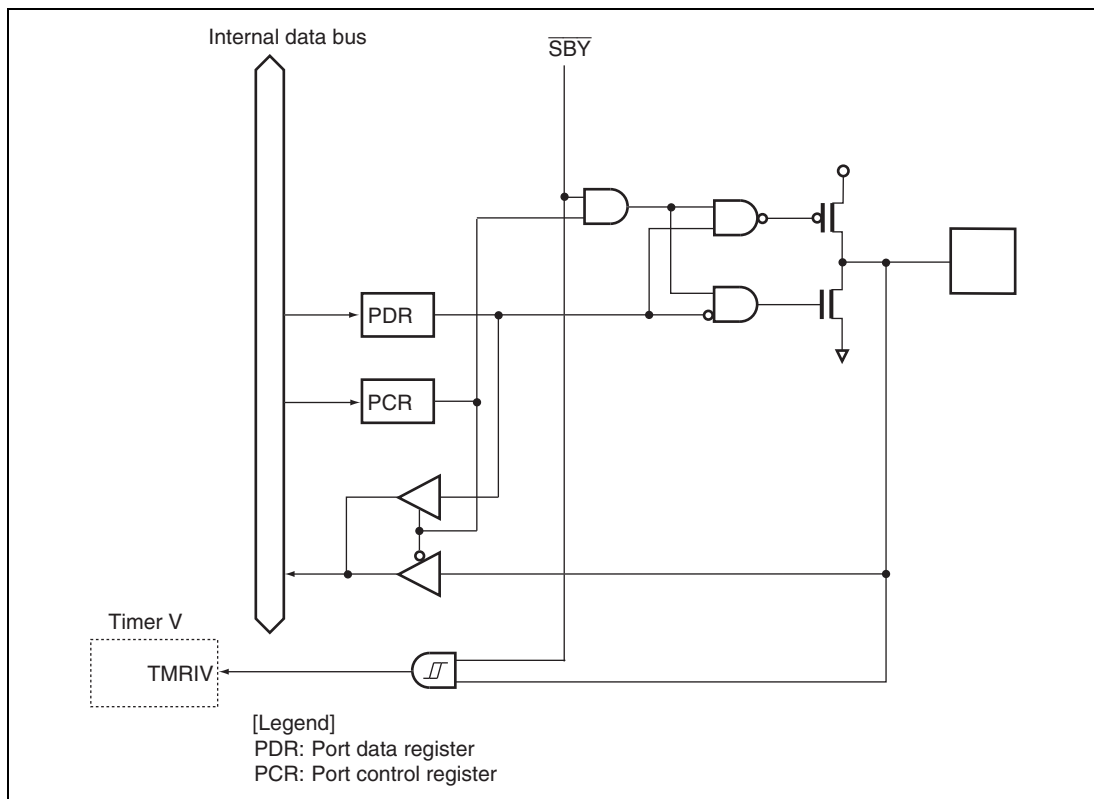 Internal data bus
SBY
PDR
PCR
Timer V
TMRIV
[Legend]
PDR: Port data register
PCR: Port control register